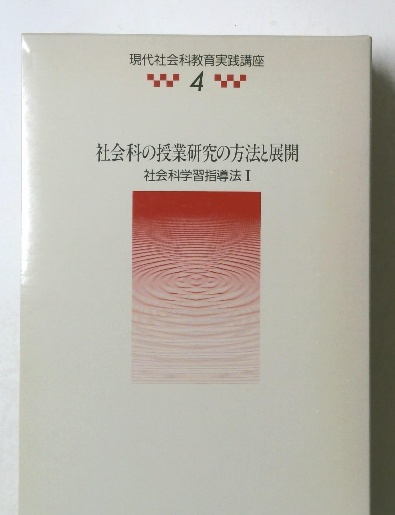 現代社会科教育実践講座
4
社会科の授業研究の方法と展開
社会科学習指導法Ⅰ